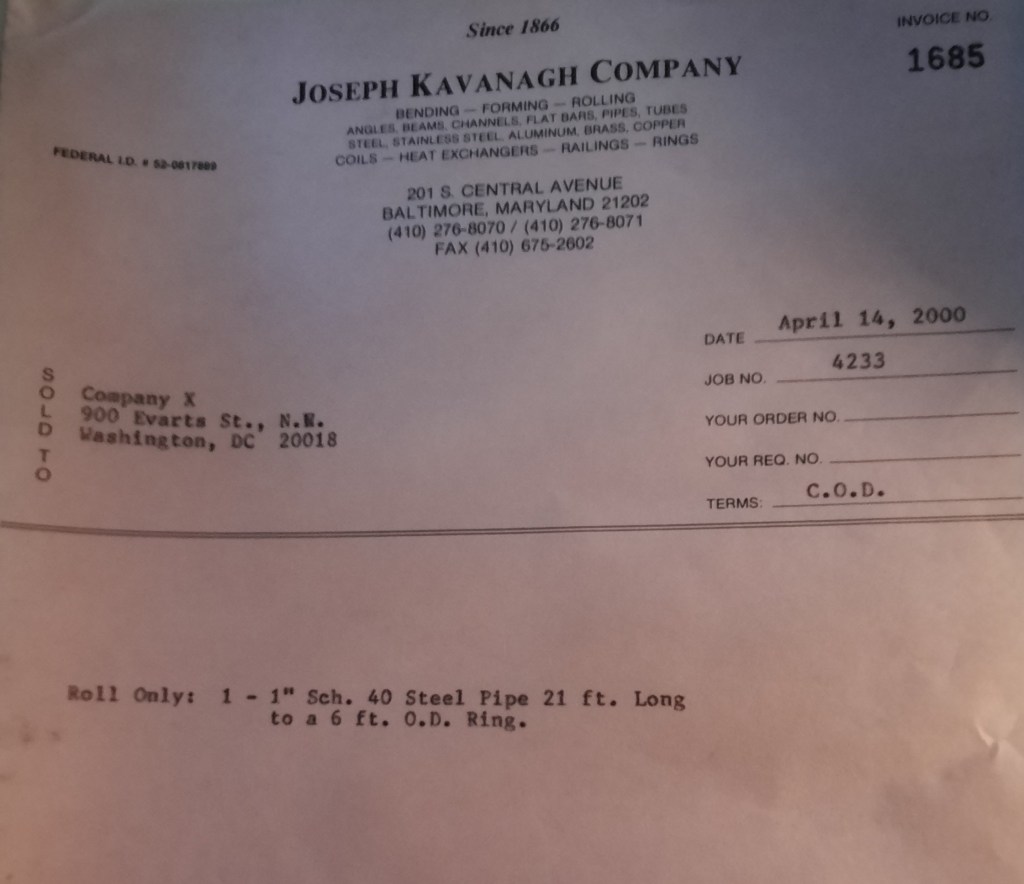 Since 1866
INVOICE NO.
1685
JOSEPH KAVANAGH COMPANY
BENDING — FORMING — ROLLING
ANGLES, BEAMS, CHANNELS, FLAT BARS, PIPES, TUBES
STEEL, STAINLESS STEEL, ALUMINUM, BRASS, COPPER
COILS — HEAT EXCHANGERS — RAILINGS — RINGS
FEDERAL I.D. # 52-0817889
201 S. CENTRAL AVENUE
BALTIMORE, MARYLAND 21202
(410) 276-8070 / (410) 276-8071
FAX (410) 675-2602
DATE April 14, 2000
JOB NO. 4233
YOUR ORDER NO.
YOUR REQ. NO.
TERMS: C.O.D.
SOLD TO
Company X
900 Evarts St., N.E.
Washington, DC 20018
Roll Only: 1 - 1" Sch. 40 Steel Pipe 21 ft. Long
to a 6 ft. O.D. Ring.